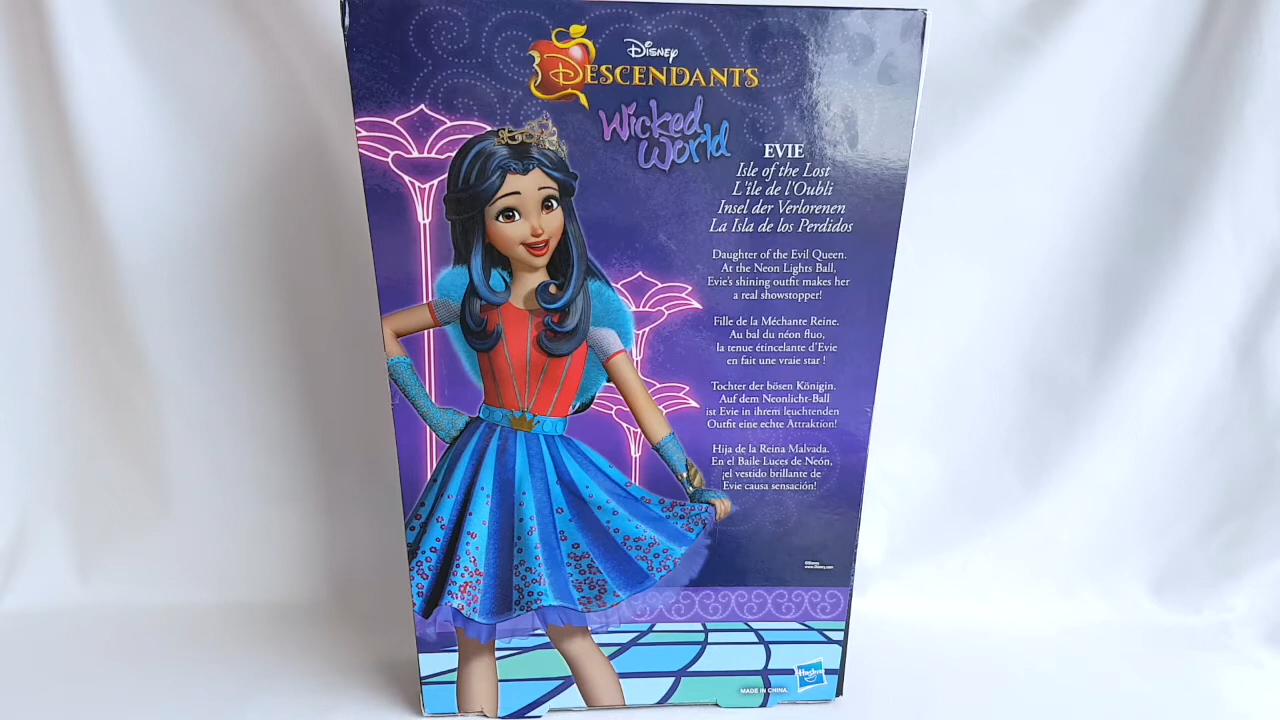 Disney
DESCENDANTS
Wicked
World
EVIE
Isle of the Lost
L'île de l'Oubli
Insel der Verlorenen
La Isla de los Perdidos
Daughter of the Evil Queen.
At the Neon Lights Ball,
Evie's shining outfit makes her
a real showstopper!
Fille de la Méchante Reine.
Au bal du néon fluo,
la tenue étincelante d'Evie
en fait une vraie star !
Tochter der bösen Königin.
Auf dem Neonlicht-Ball
ist Evie in ihrem leuchtenden
Outfit eine echte Attraktion!
Hija de la Reina Malvada.
En el Baile Luces de Neón,
¡el vestido brillante de
Evie causa sensación!
©Disney
www.Disney.com
MADE IN CHINA.
Hasbro